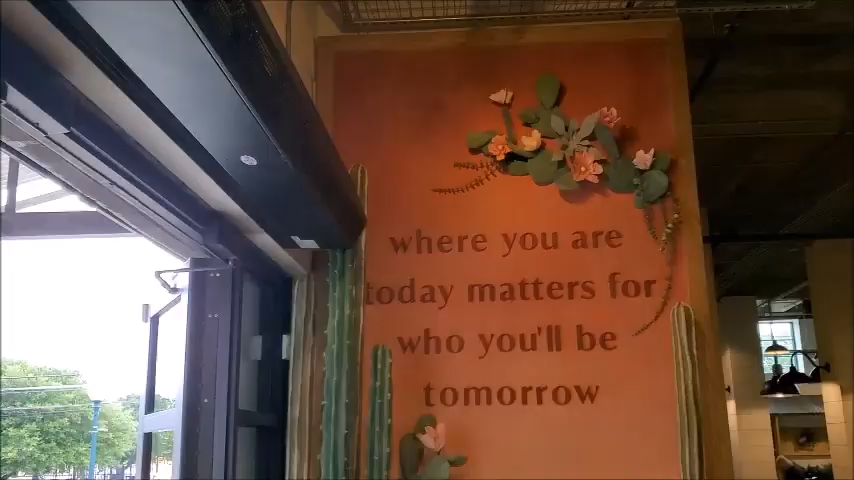 where you are
today matters for
who you'll be
tomorrow